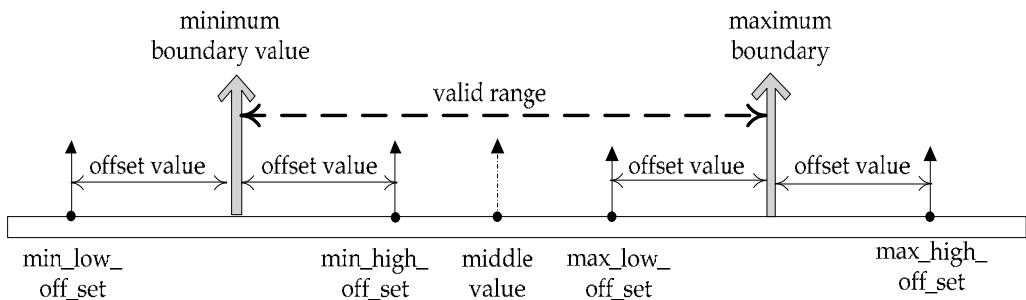 minimum
boundary value
maximum
boundary
valid range
offset value
offset value
offset value
offset value
min_low_
off_set
min_high_
off_set
middle
value
max_low_
off_set
max_high_
off_set